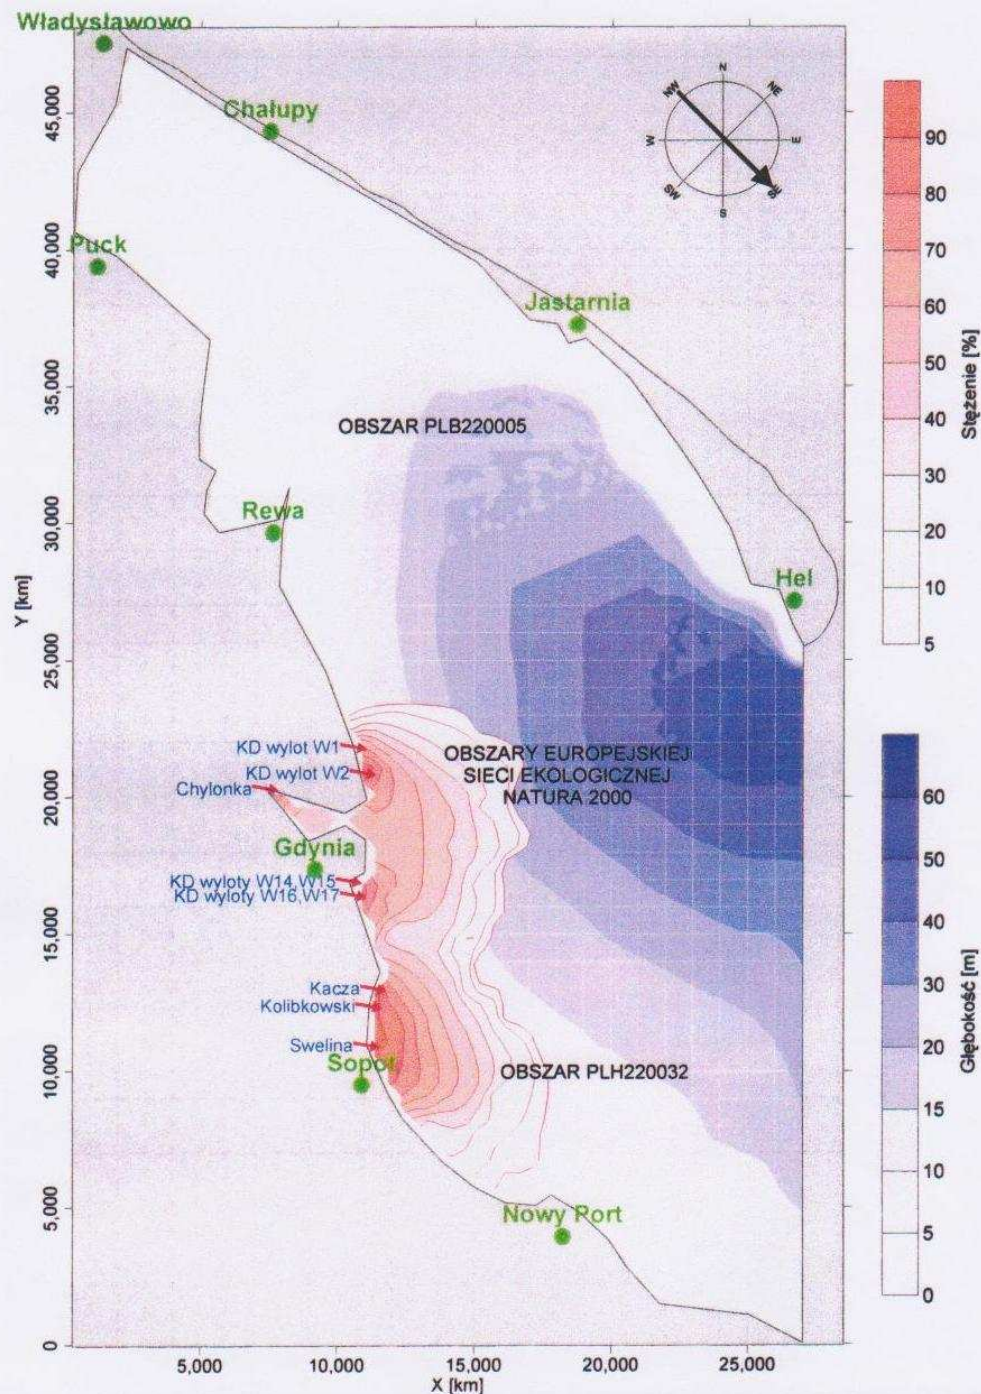 Władysławowo
Chałupy
Puck
Jastarnia
Rewa
Hel
Gdynia
Sopot
Nowy Port
N
NE
E
SE
S
SW
W
NW
OBSZAR PLB220005
OBSZARY EUROPEJSKIEJ
SIECI EKOLOGICZNEJ
NATURA 2000
OBSZAR PLH220032
KD wylot W1
KD wylot W2
Chylonka
KD wyloty W14,W15
KD wyloty W16,W17
Kacza
Kolibkowski
Swelina
Y [km]
45,000
40,000
35,000
30,000
25,000
20,000
15,000
10,000
5,000
0
5,000
10,000
15,000
20,000
25,000
X [km]
90
80
70
60
50
40
30
20
10
5
Stężenie [%]
60
50
40
30
20
15
10
5
0
Głębokość [m]